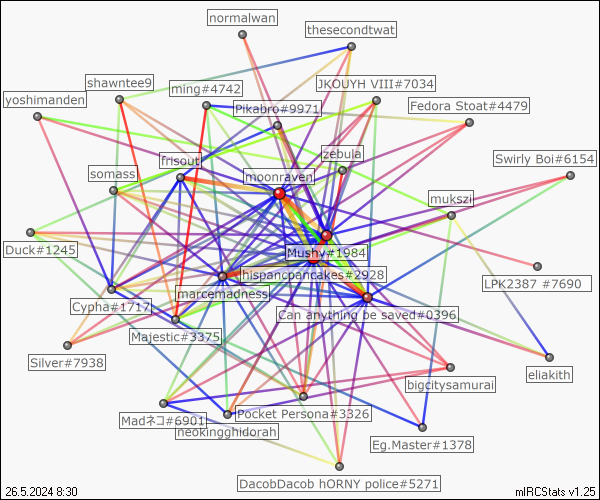 normalwan
thesecondtwat
shawntee9
ming#4742
JKOUYH VIII#7034
yoshimanden
Pikabro#9971
Fedora Stoat#4479
frisout
zebula
Swirly Boi#6154
somass
moonraven
mukszi
Duck#1245
Mushy#1984
hispancpancakes#2928
LPK2387 #7690
marcemadness
Cypha#1717
Can anything be saved#0396
Majestic#3375
Silver#7938
eliakith
bigcitysamurai
Pocket Persona#3326
Madネコ#6901
neokingghidorah
Eg.Master#1378
DacobDacob hORNY police#5271
26.5.2024 8:30
mIRCStats v1.25